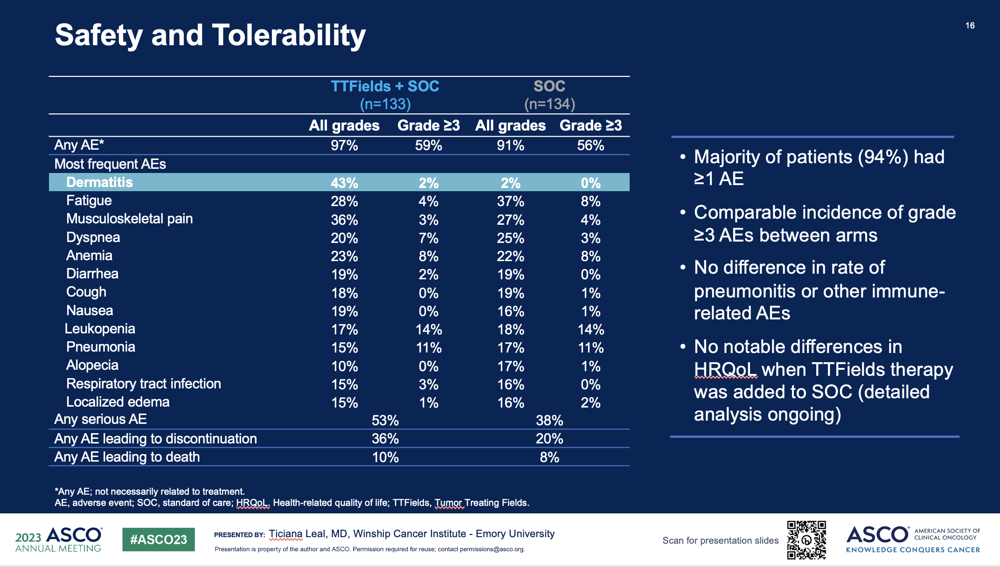 Safety and Tolerability
16
TTFields + SOC SOC
(n=133) (n=134)
All grades Grade ≥3 All grades Grade ≥3
Any AE* 97% 59% 91% 56%
Most frequent AEs
Dermatitis 43% 2% 2% 0%
Fatigue 28% 4% 37% 8%
Musculoskeletal pain 36% 3% 27% 4%
Dyspnea 20% 7% 25% 3%
Anemia 23% 8% 22% 8%
Diarrhea 19% 2% 19% 0%
Cough 18% 0% 19% 1%
Nausea 19% 0% 16% 1%
Leukopenia 17% 14% 18% 14%
Pneumonia 15% 11% 17% 11%
Alopecia 10% 0% 17% 1%
Respiratory tract infection 15% 3% 16% 0%
Localized edema 15% 1% 16% 2%
Any serious AE 53% 38%
Any AE leading to discontinuation 36% 20%
Any AE leading to death 10% 8%
• Majority of patients (94%) had
≥1 AE
• Comparable incidence of grade
≥3 AEs between arms
• No difference in rate of
pneumonitis or other immune-
related AEs
• No notable differences in
HRQoL when TTFields therapy
was added to SOC (detailed
analysis ongoing)
*Any AE; not necessarily related to treatment.
AE, adverse event; SOC, standard of care; HRQoL. Health-related quality of life; TTFields, Tumor Treating Fields.
2023 ASCO
ANNUAL MEETING
#ASCO23
PRESENTED BY: Ticiana Leal, MD, Winship Cancer Institute - Emory University
Presentation is property of the author and ASCO. Permission required for reuse; contact permissions@asco.org.
Scan for presentation slides
ASCO AMERICAN SOCIETY OF
CLINICAL ONCOLOGY
KNOWLEDGE CONQUERS CANCER